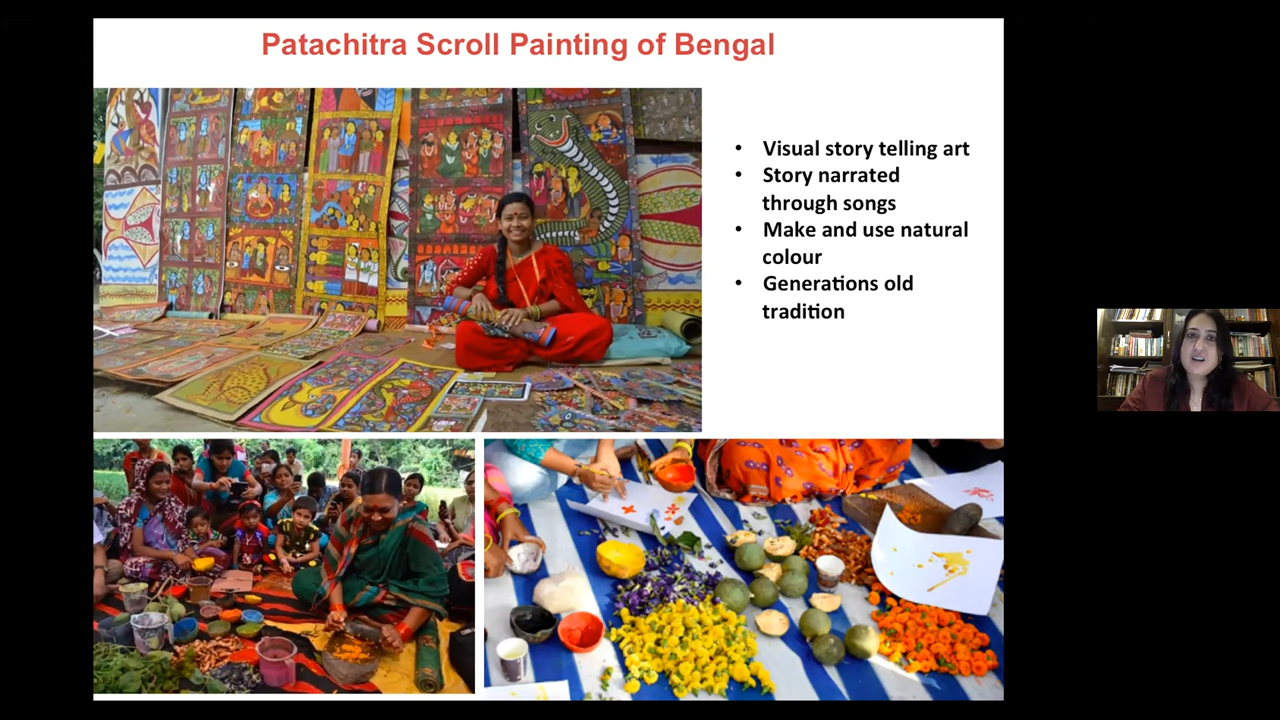 Patachitra Scroll Painting of Bengal
• Visual story telling art
• Story narrated
through songs
• Make and use natural
colour
• Generations old
tradition